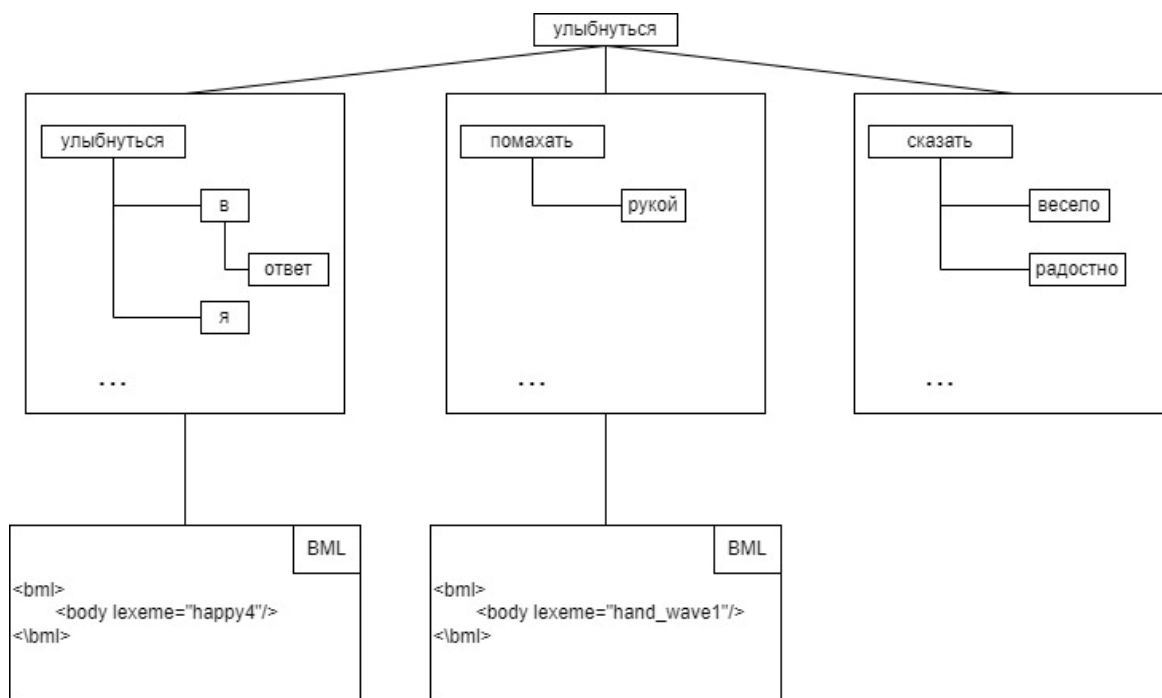 улыбнуться
улыбнуться
в
ответ
я
...
помахать
рукой
...
сказать
весело
радостно
...
BML
<bml>
<body lexeme="happy4"/>
<\bml>
BML
<bml>
<body lexeme="hand_wave1"/>
<\bml>